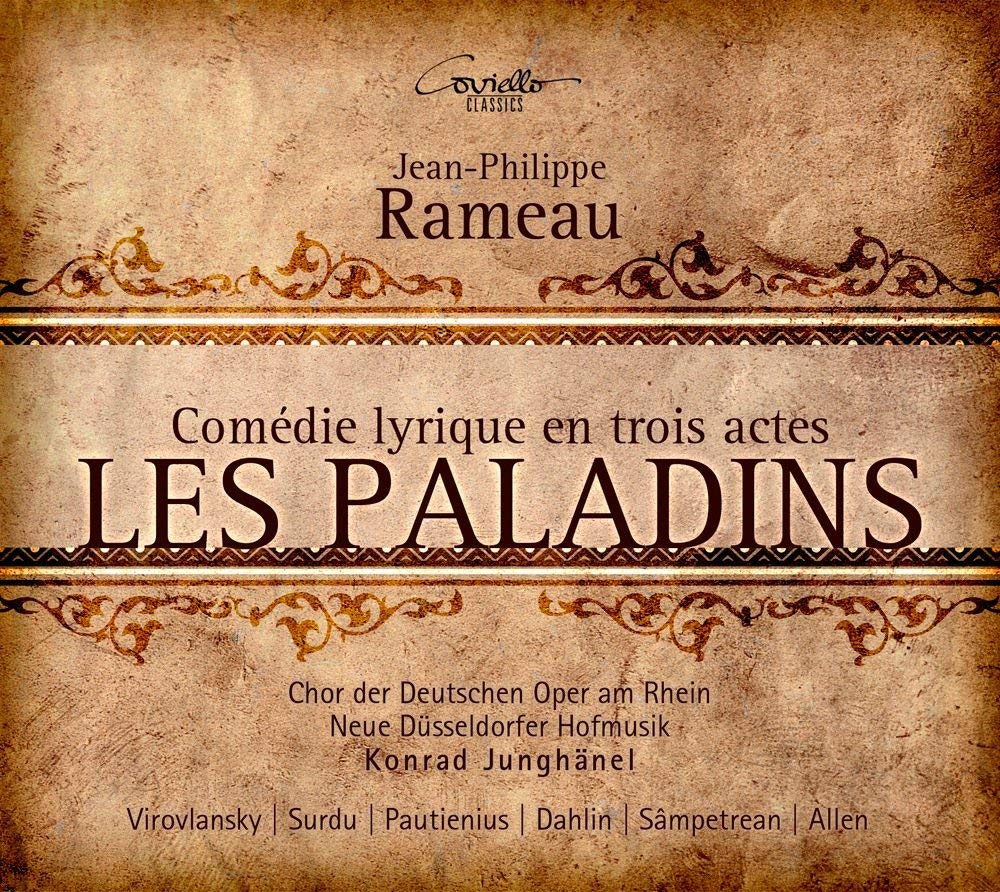 Coviello
CLASSICS
Jean-Philippe
Rameau
Comédie lyrique en trois actes
LES PALADINS
Chor der Deutschen Oper am Rhein
Neue Düsseldorfer Hofmusik
Konrad Junghänel
Virovlansky | Surdu | Pautienius | Dahlin | Sâmpetrean | Allen